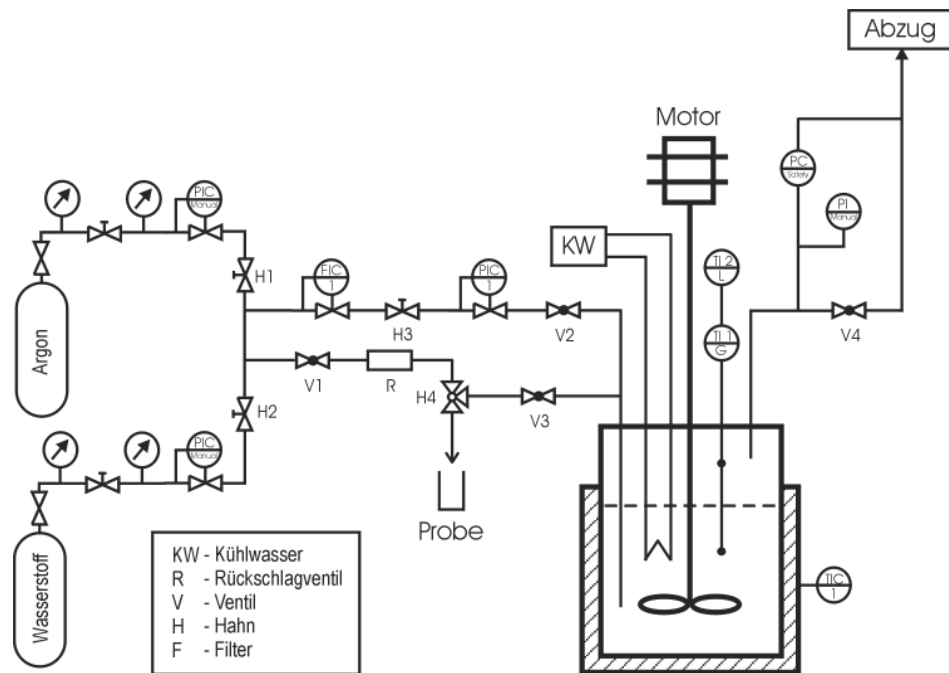 Abzug
Motor
PC
Safety
PI
Manual
PIC
Manual
KW
TI 2
L
H1
FIC
1
PIC
1
H3
V2
TI 1
G
V4
Argon
V1
R
H4
V3
H2
PIC
Manual
Probe
Wasserstoff
KW - Kühlwasser
R - Rückschlagventil
V - Ventil
H - Hahn
F - Filter
TIC
1